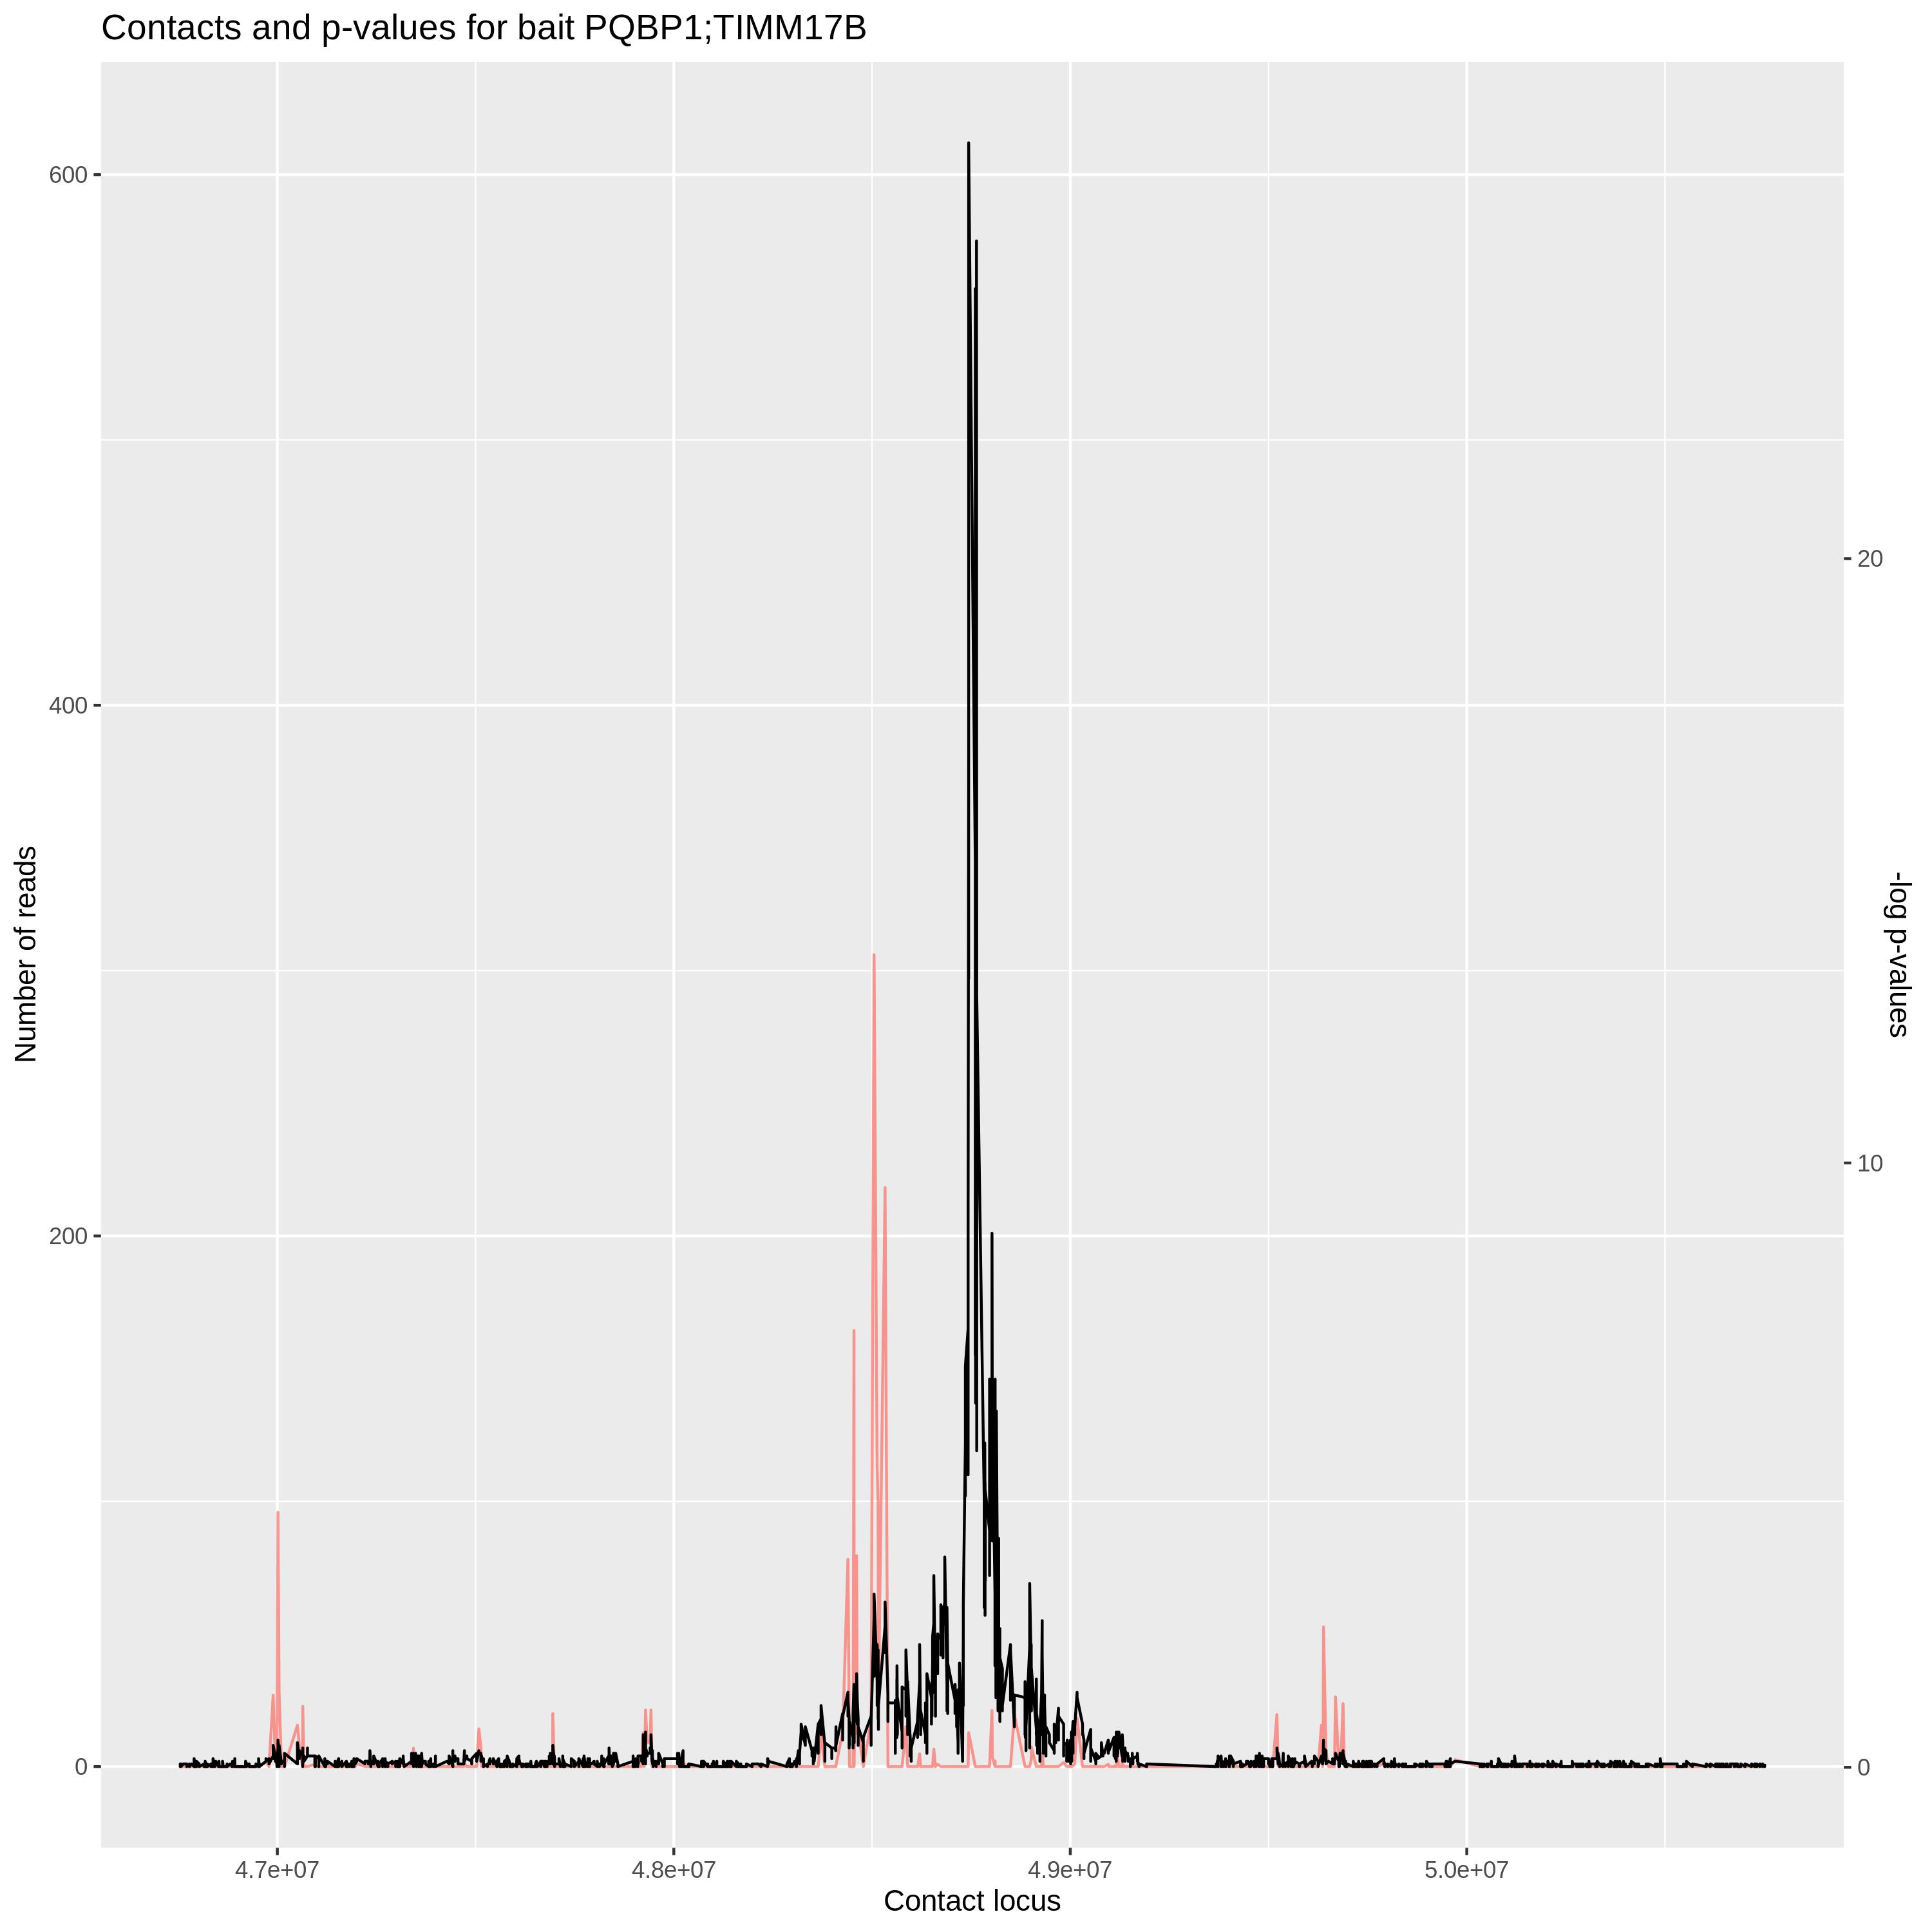 Contacts and p-values for bait PQBP1;TIMM17B
600
400
200
0
Number of reads
20
10
0
-log p-values
4.7e+07
4.8e+07
4.9e+07
5.0e+07
Contact locus